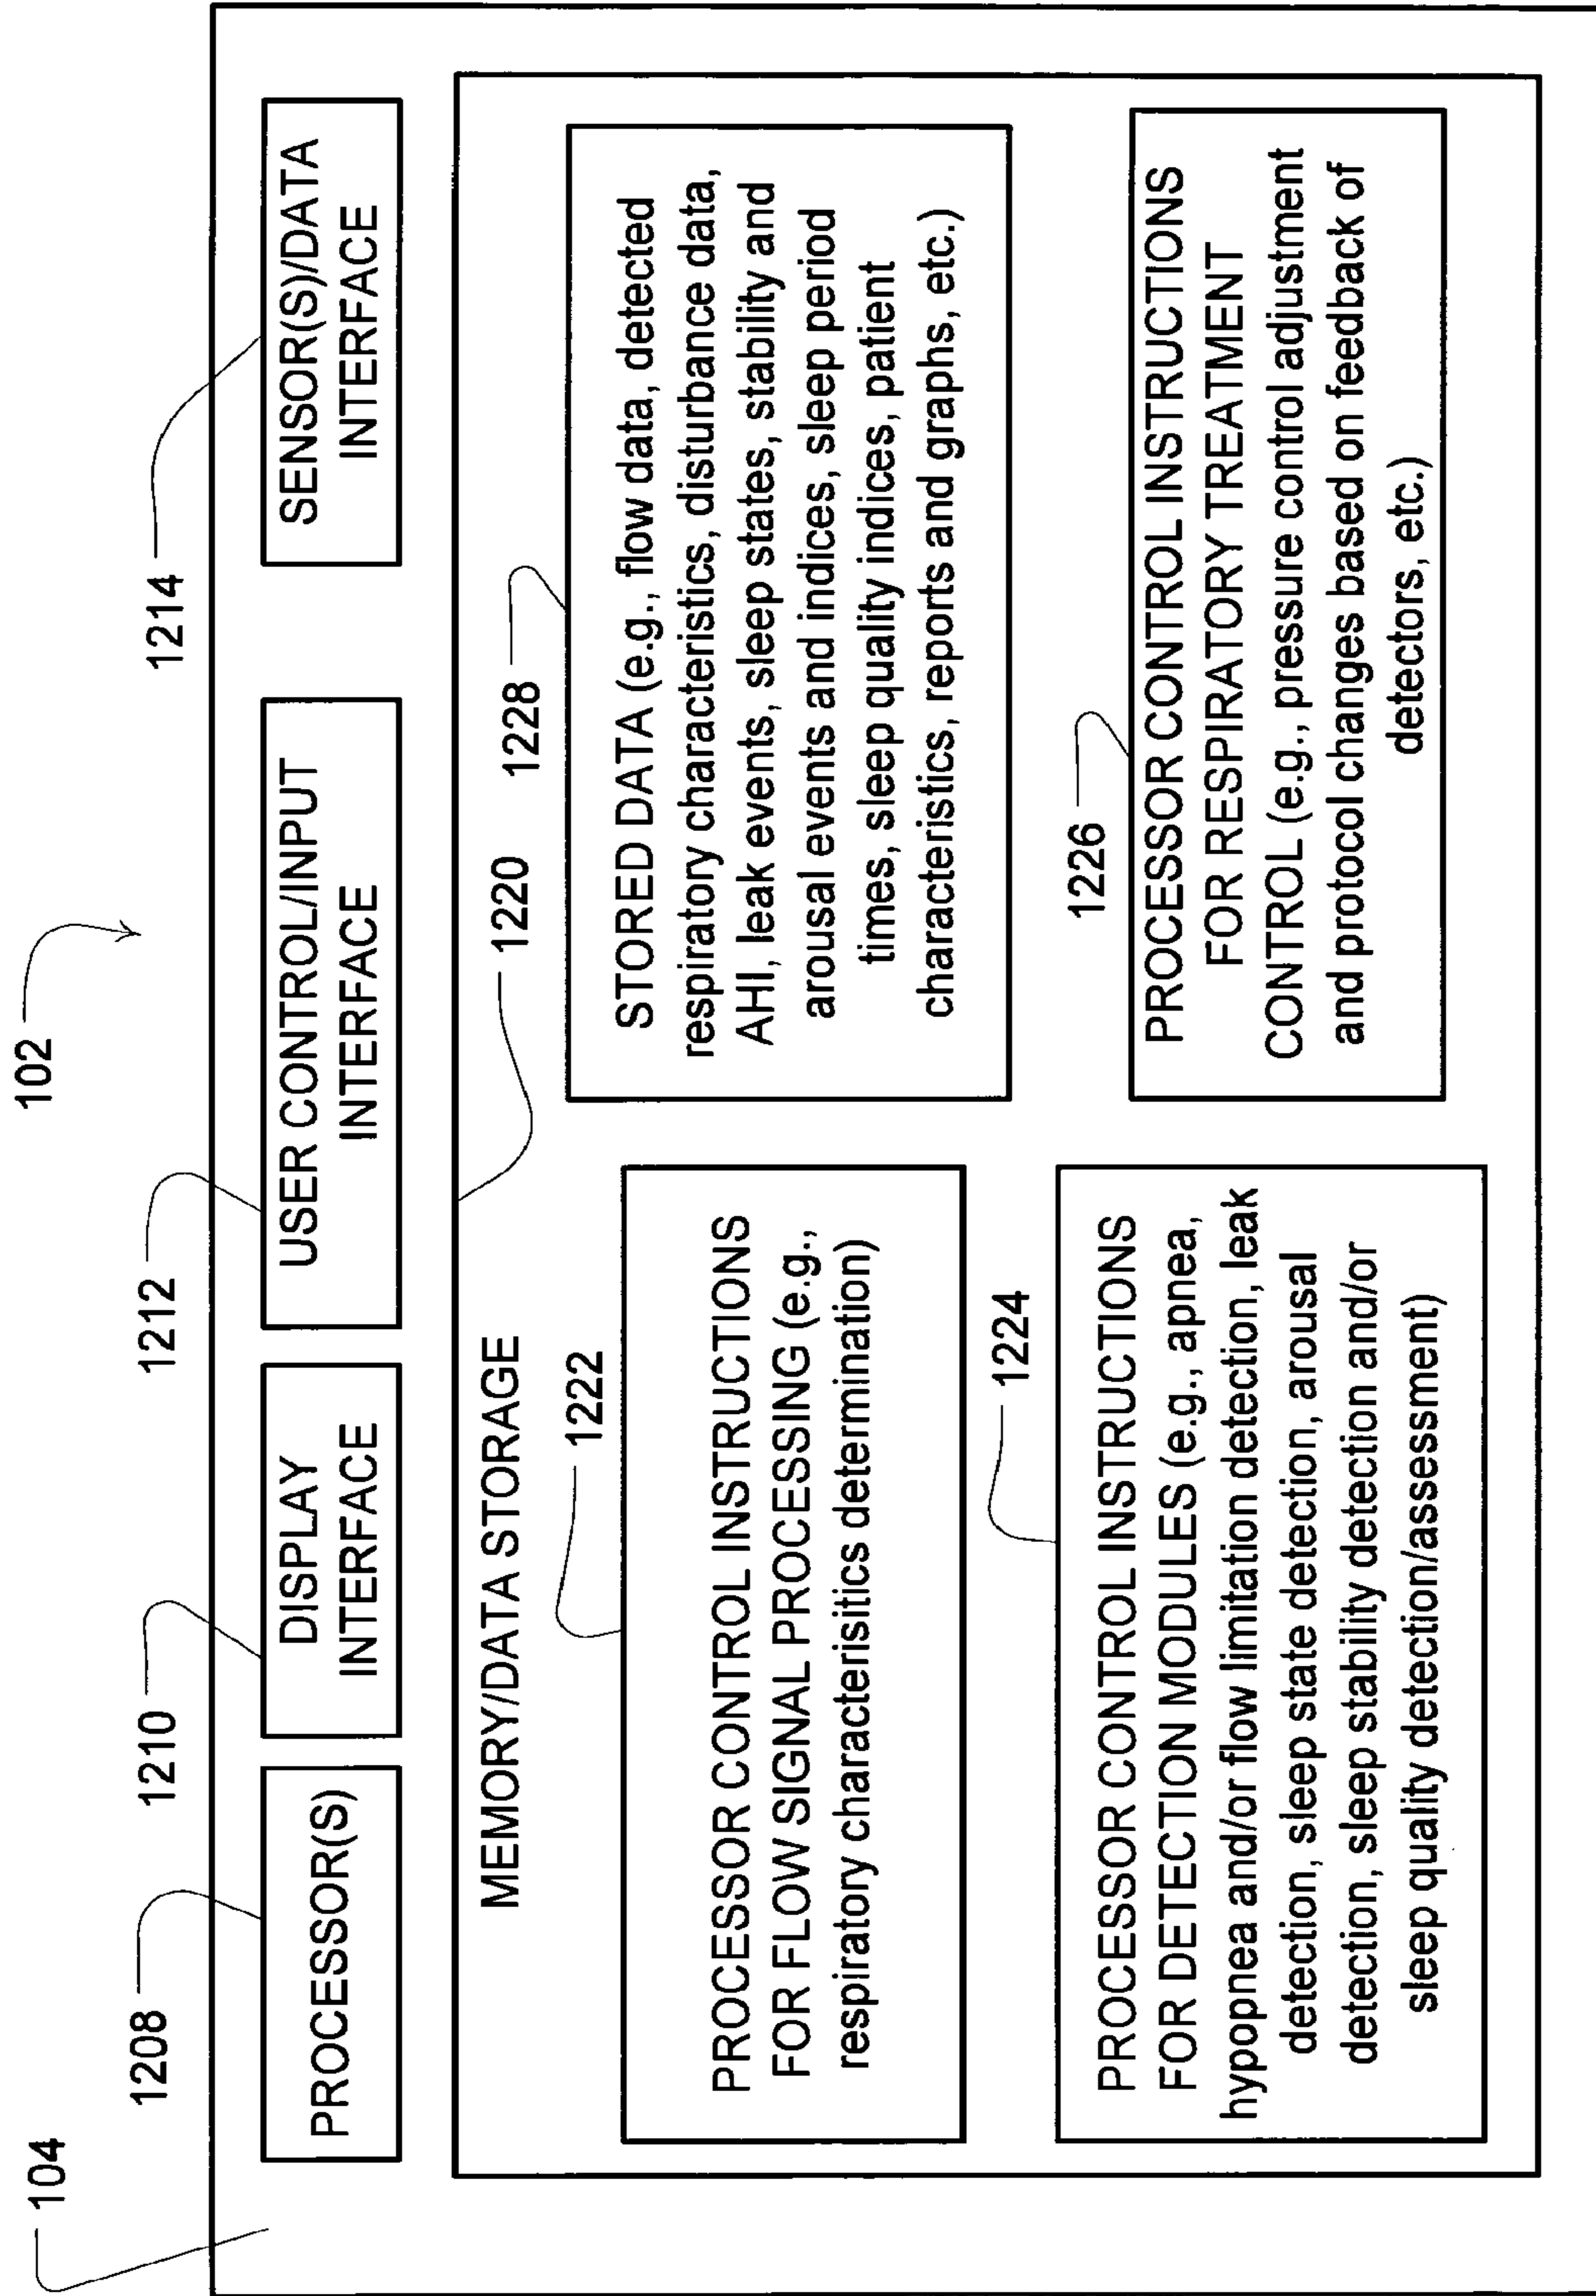 102
104
1208
1210
1212
1214
PROCESSOR(S)
DISPLAY
INTERFACE
USER CONTROL/INPUT
INTERFACE
SENSOR(S)/DATA
INTERFACE
MEMORY/DATA STORAGE
1220
1222
PROCESSOR CONTROL INSTRUCTIONS
FOR FLOW SIGNAL PROCESSING (e.g.,
respiratory characterisitics determination)
1228
STORED DATA (e.g., flow data, detected
respiratory characteristics, disturbance data,
AHI, leak events, sleep states, stability and
arousal events and indices, sleep period
times, sleep quality indices, patient
characteristics, reports and graphs, etc.)
1224
PROCESSOR CONTROL INSTRUCTIONS
FOR DETECTION MODULES (e.g., apnea,
hypopnea and/or flow limitation detection, leak
detection, sleep state detection, arousal
detection, sleep stability detection and/or
sleep quality detection/assessment)
1226
PROCESSOR CONTROL INSTRUCTIONS
FOR RESPIRATORY TREATMENT
CONTROL (e.g., pressure control adjustment
and protocol changes based on feedback of
detectors, etc.)